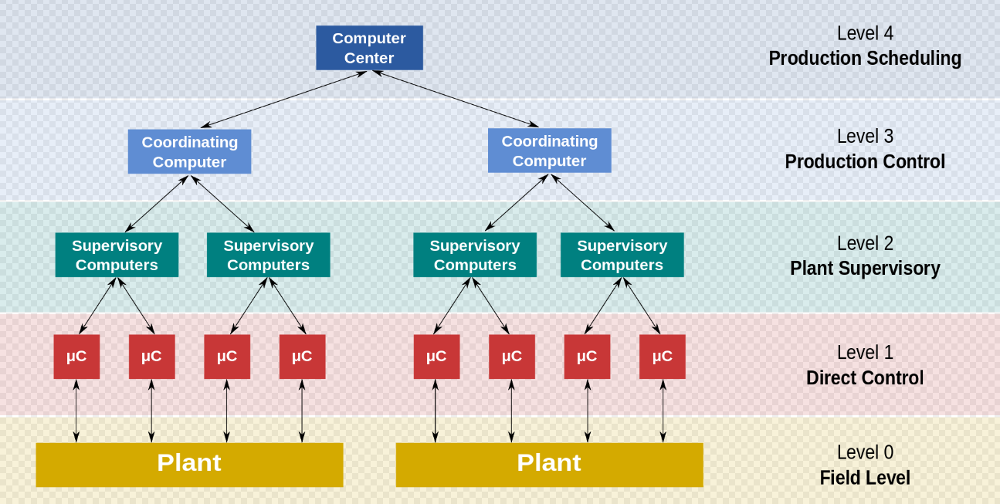 Computer
Center
Level 4
Production Scheduling
Coordinating
Computer
Coordinating
Computer
Level 3
Production Control
Supervisory
Computers
Supervisory
Computers
Supervisory
Computers
Supervisory
Computers
Level 2
Plant Supervisory
µC
µC
µC
µC
µC
µC
µC
µC
Level 1
Direct Control
Plant
Plant
Level 0
Field Level